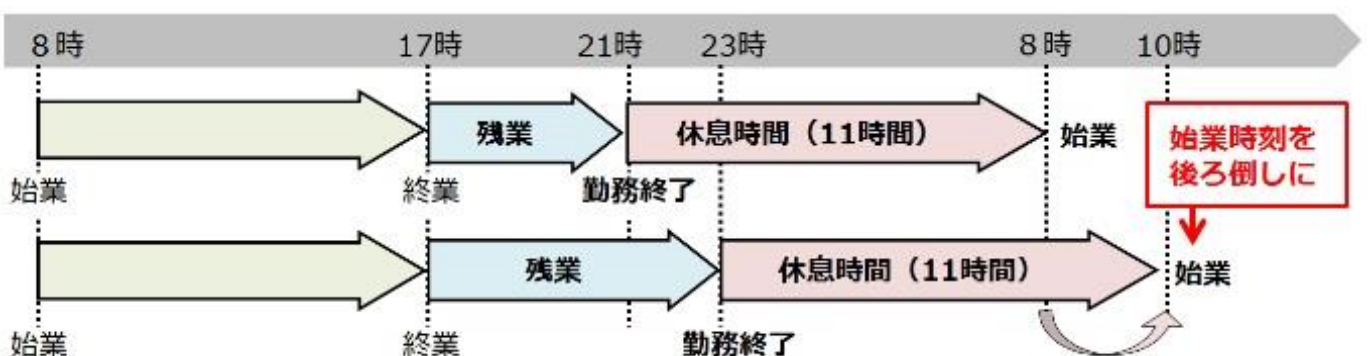 8時 17時 21時 23時 8時 10時
残業 休息時間（11時間） 始業
始業時刻を
後ろ倒しに
始業 終業 勤務終了
残業 休息時間（11時間） 始業
始業 終業 勤務終了